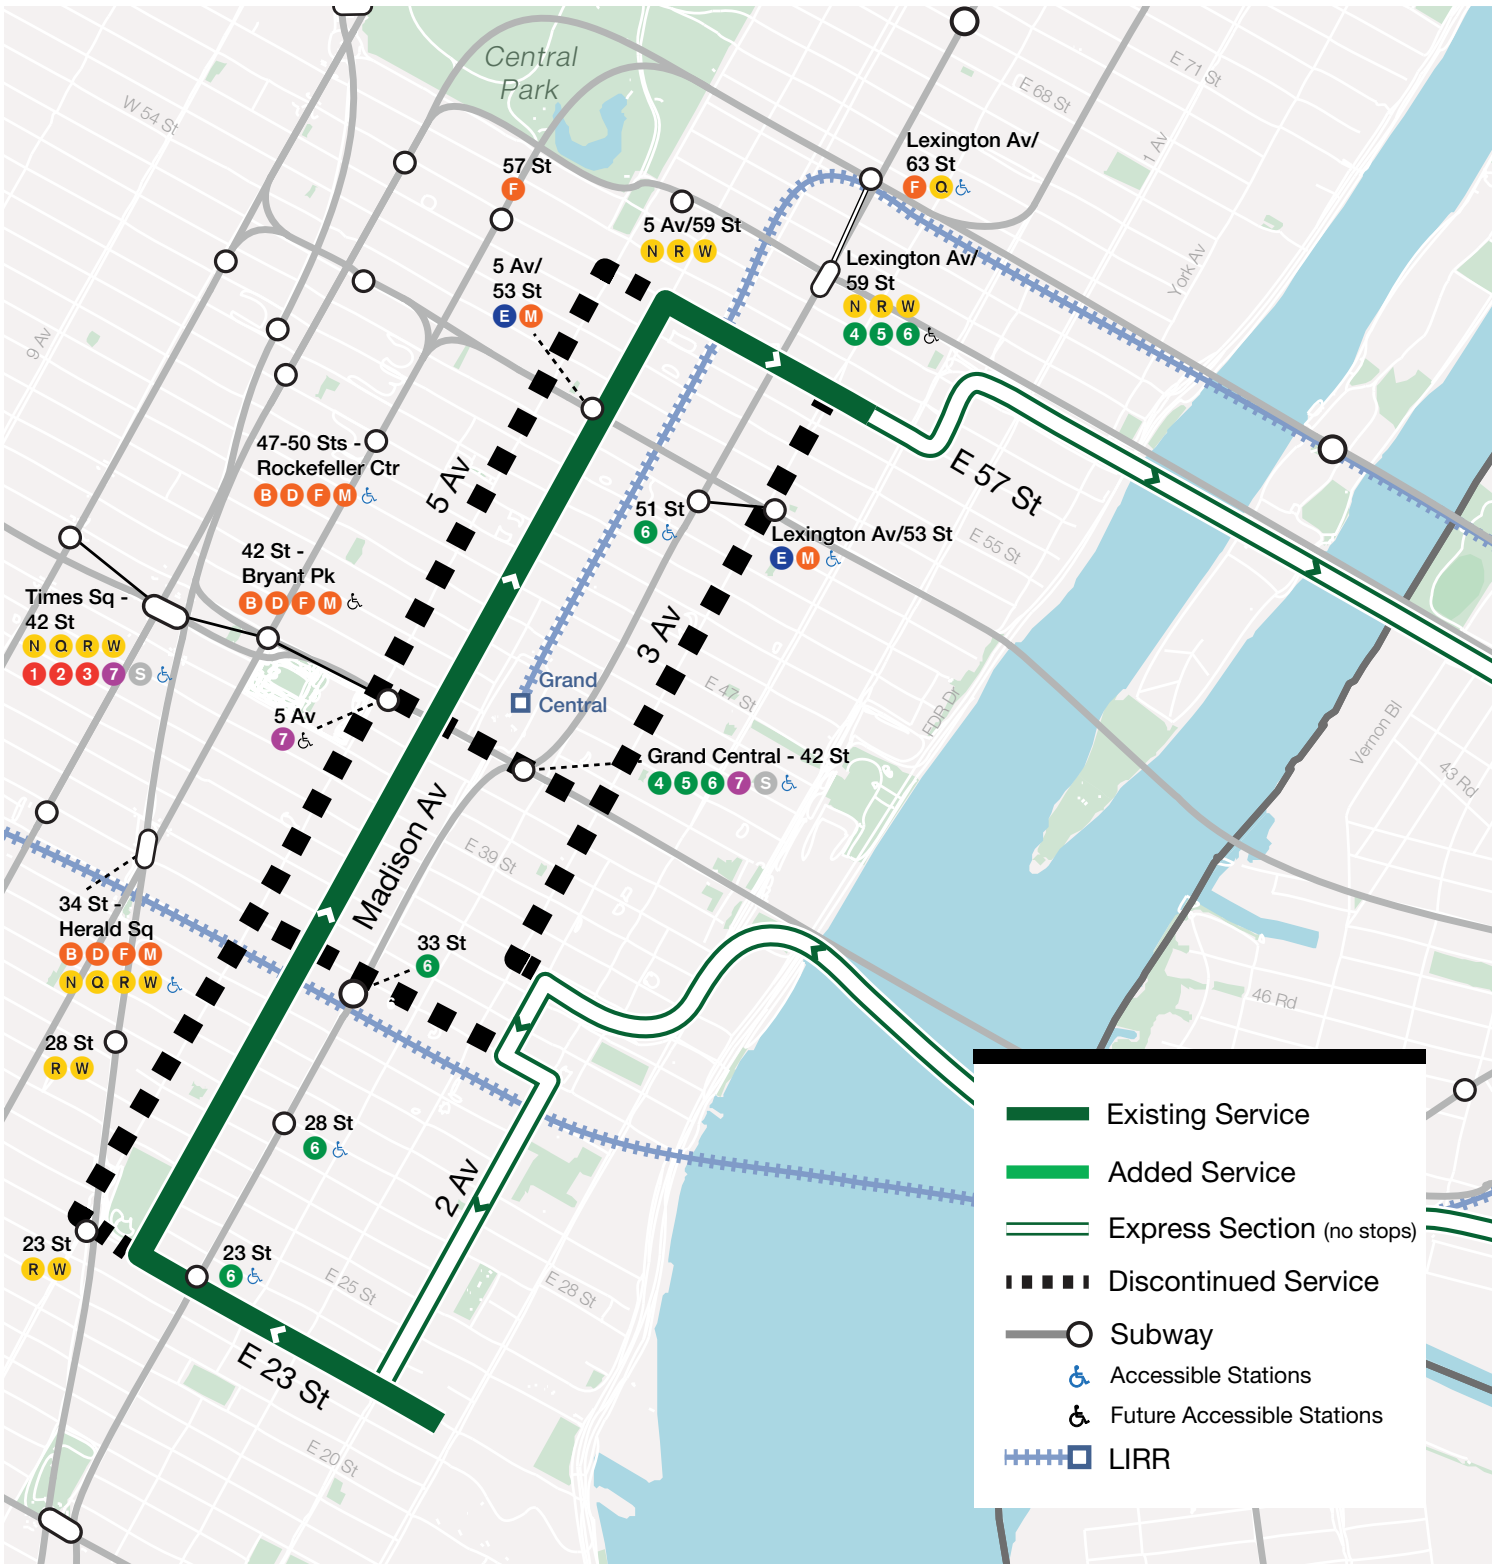 Central
Park
W 54 St
E 71 St
E 68 St
1 Av
Lexington Av/
63 St
F Q
57 St
F
5 Av/59 St
N R W
York Av
Lexington Av/
59 St
N R W
4 5 6
5 Av/
53 St
E M
9 Av
47-50 Sts -
Rockefeller Ctr
B D F M
5 Av
E 57 St
51 St
6
Lexington Av/53 St
E M
E 55 St
42 St -
Bryant Pk
B D F M
Times Sq -
42 St
N Q R W
1 2 3 7 S
3 Av
Grand
Central
E 47 St
FDR Dr
Vernon Bl
43 Rd
5 Av
7
Grand Central - 42 St
4 5 6 7 S
Madison Av
E 39 St
34 St -
Herald Sq
B D F M
N Q R W
33 St
6
46 Rd
28 St
R W
28 St
6
2 Av
23 St
R W
23 St
6
E 25 St
E 28 St
E 23 St
E 20 St
Existing Service
Added Service
Express Section (no stops)
Discontinued Service
Subway
Accessible Stations
Future Accessible Stations
LIRR